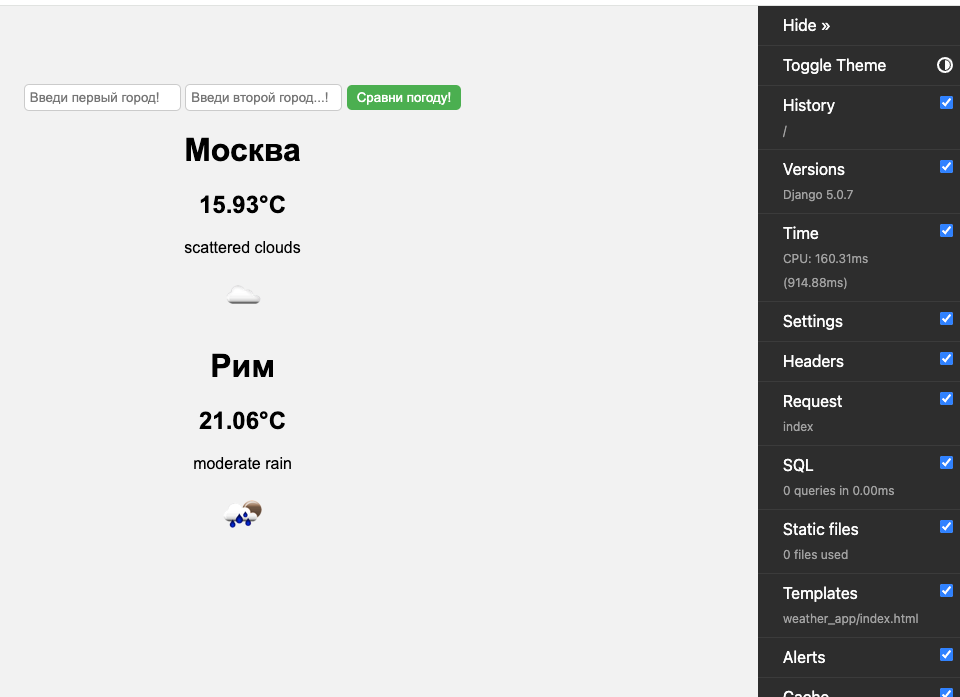 Введи первый город!
Введи второй город...!
Сравни погоду!
Москва
15.93°C
scattered clouds
Рим
21.06°C
moderate rain
Hide »
Toggle Theme
History
/
Versions
Django 5.0.7
Time
CPU: 160.31ms
(914.88ms)
Settings
Headers
Request
index
SQL
0 queries in 0.00ms
Static files
0 files used
Templates
weather_app/index.html
Alerts
Cache